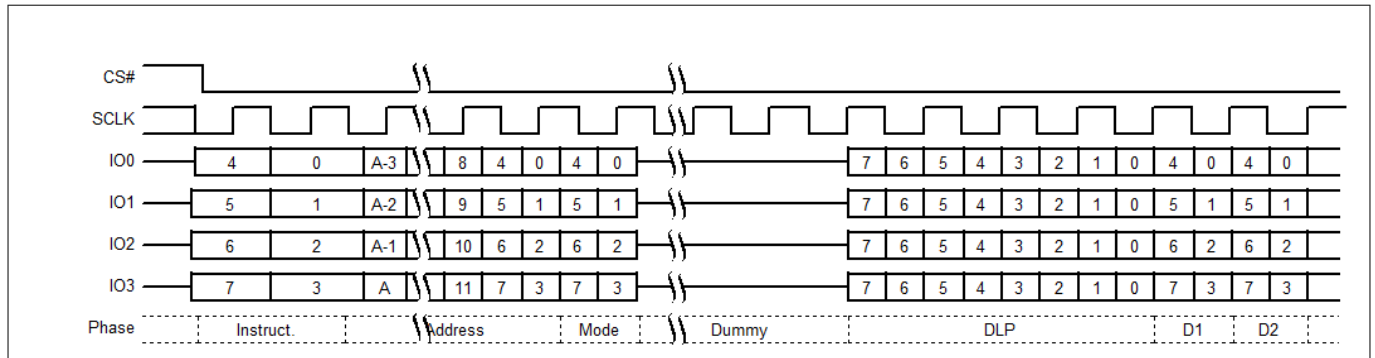 CS#
SCLK
IO0 4 0 A-3 8 4 0 4 0 7 6 5 4 3 2 1 0 4 0 4 0
IO1 5 1 A-2 9 5 1 5 1 7 6 5 4 3 2 1 0 5 1 5 1
IO2 6 2 A-1 10 6 2 6 2 7 6 5 4 3 2 1 0 6 2 6 2
IO3 7 3 A 11 7 3 7 3 7 6 5 4 3 2 1 0 7 3 7 3
Phase Instruct. Address Mode Dummy DLP D1 D2